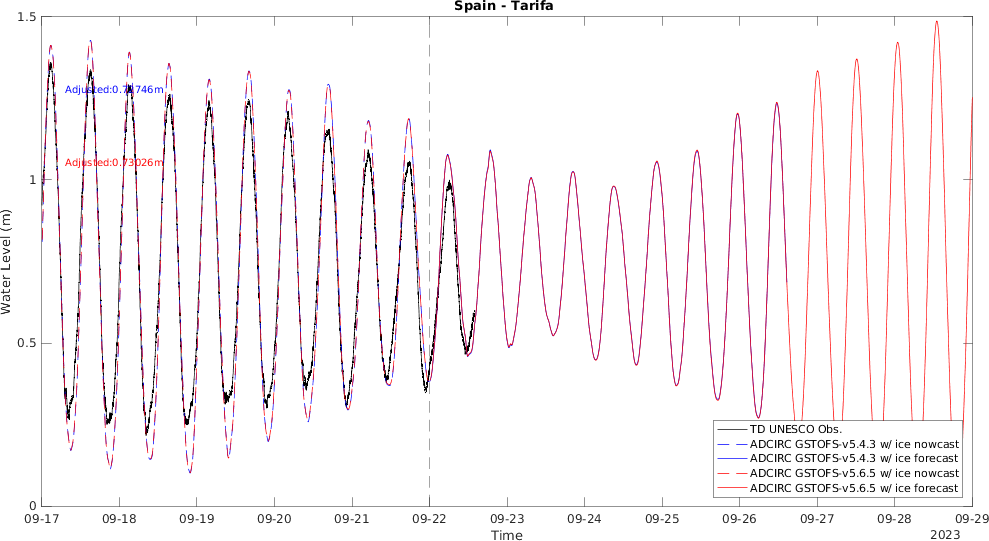 Spain - Tarifa
1.5
1
0.5
0
Water Level (m)
Adjusted:0.73026m
TD UNESCO Obs.
ADCIRC GSTOFS-v5.4.3 w/ ice nowcast
ADCIRC GSTOFS-v5.4.3 w/ ice forecast
ADCIRC GSTOFS-v5.6.5 w/ ice nowcast
ADCIRC GSTOFS-v5.6.5 w/ ice forecast
09-17 09-18 09-19 09-20 09-21 09-22 09-23 09-24 09-25 09-26 09-27 09-28 09-29
Time
2023